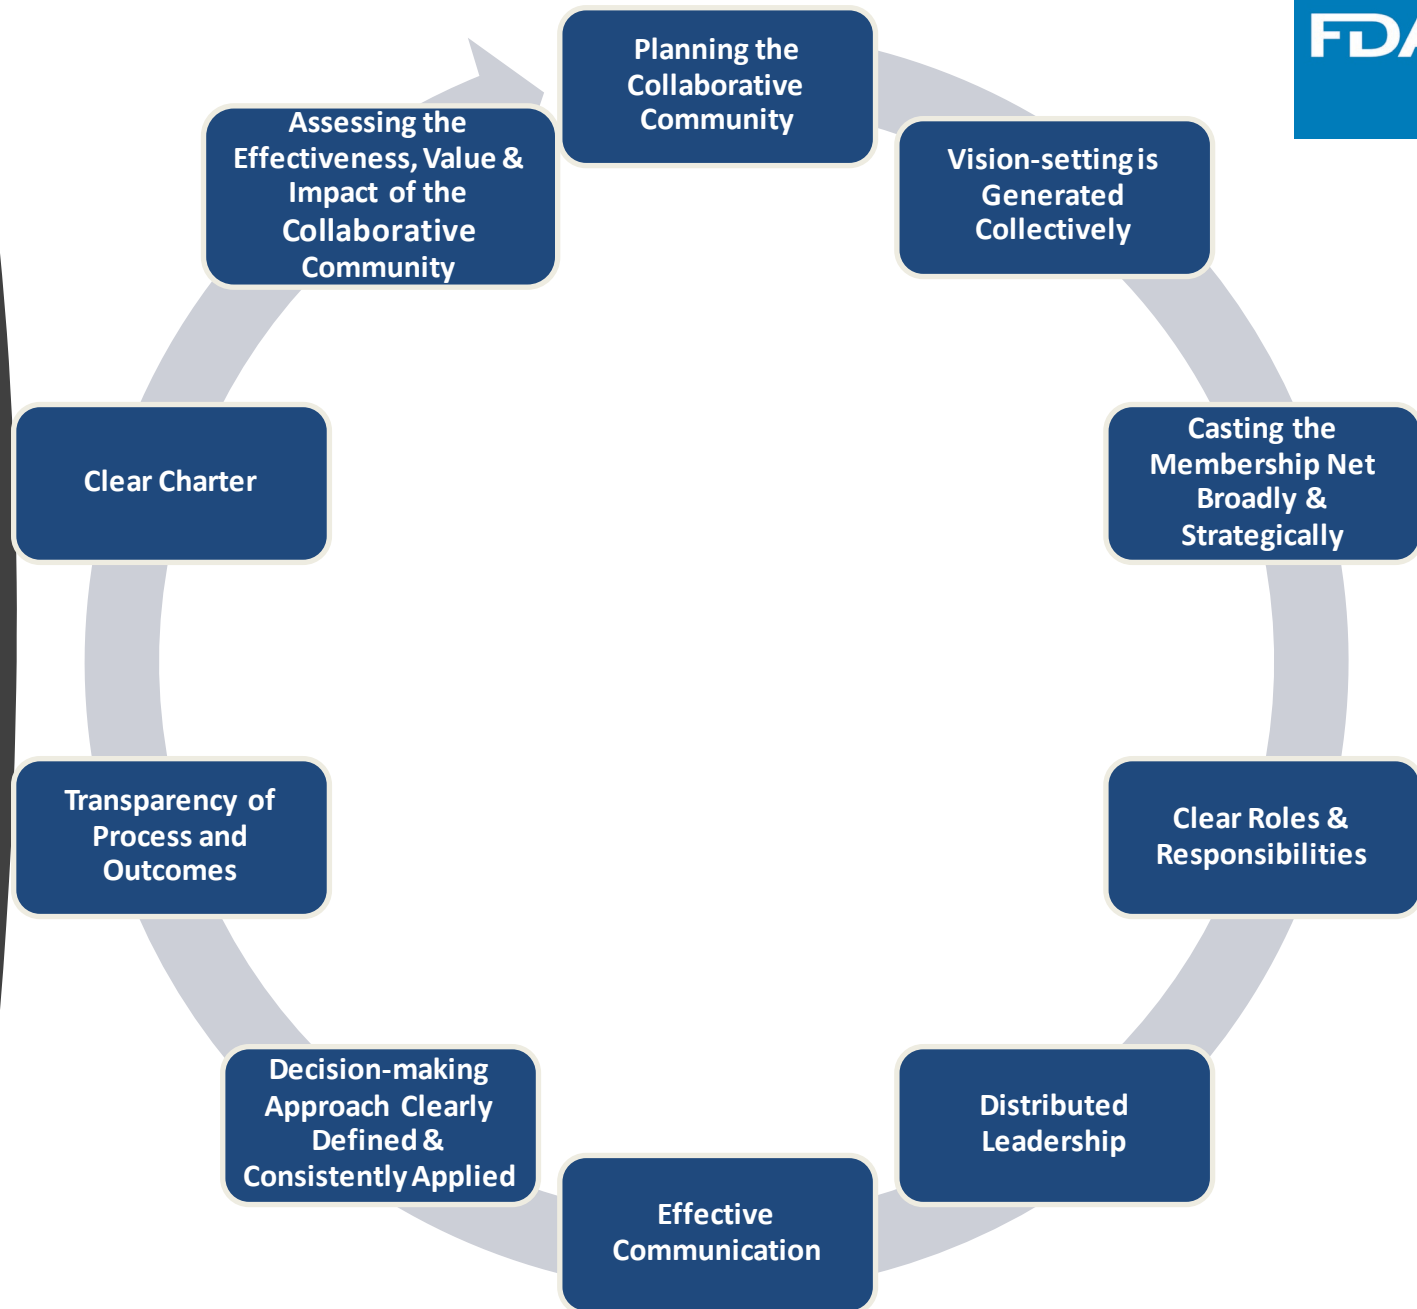 Planning the
Collaborative
Community
FDA
Vision-setting is
Generated
Collectively
Casting the
Membership Net
Broadly &
Strategically
Clear Roles &
Responsibilities
Distributed
Leadership
Effective
Communication
Decision-making
Approach Clearly
Defined &
Consistently Applied
Transparency of
Process and
Outcomes
Clear Charter
Assessing the
Effectiveness, Value &
Impact of the
Collaborative
Community